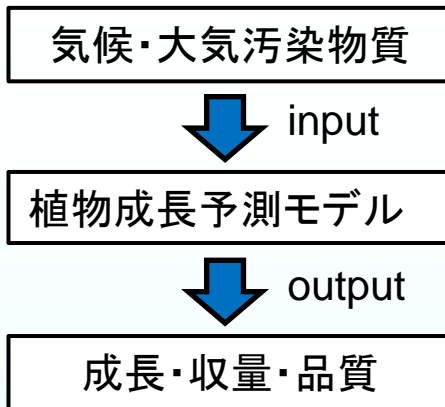 気候・大気汚染物質
input
植物成長予測モデル
output
成長・収量・品質